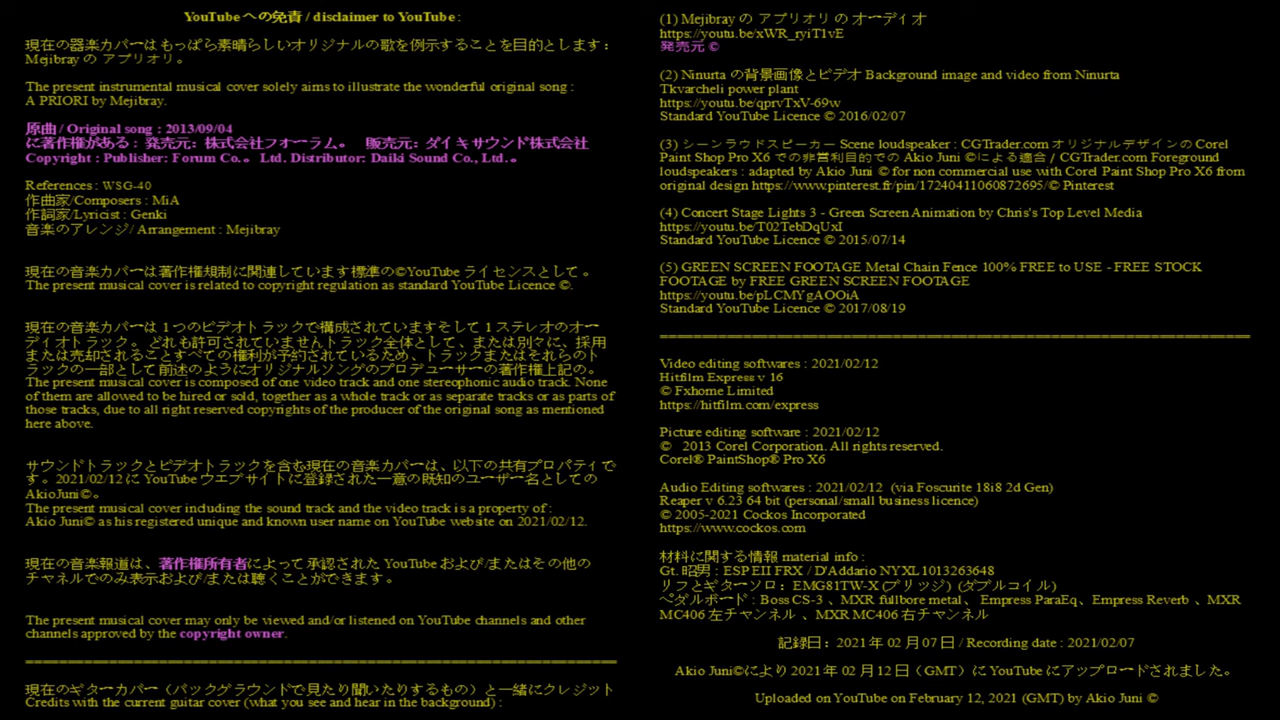 YouTube への免責 / disclaimer to YouTube :
現在の器楽カバーはもっぱら素晴らしいオリジナルの歌を例示することを目的とします :
Mejibray の アプリオリ。
The present instrumental musical cover solely aims to illustrate the wonderful original song :
A PRIORI by Mejibray.
原曲 / Original song : 2013/09/04
に著作権がある : 発売元: 株式会社フォーラム。 販売元: ダイキサウンド株式会社
Copyright : Publisher: Forum Co.。 Ltd. Distributor: Daiki Sound Co., Ltd.。
References : WSG-40
作曲家/Composers : MiA
作詞家/Lyricist : Genki
音楽のアレンジ/ Arrangement : Mejibray
現在の音楽カバーは著作権規制に関連しています標準の©YouTube ライセンスとして。
The present musical cover is related to copyright regulation as standard YouTube Licence ©.
現在の音楽カバーは 1 つのビデオトラックで構成されていますそして 1 ステレオのオー
ディオトラック。 どれも許可されていませんトラック全体として、または別々に、採用
または売却されることすべての権利が予約されているため、トラックまたはそれらのト
ラックの一部として前述のようにオリジナルソングのプロデューサーの著作権上記の。
The present musical cover is composed of one video track and one stereophonic audio track. None
of them are allowed to be hired or sold, together as a whole track or as separate tracks or as parts of
those tracks, due to all right reserved copyrights of the producer of the original song as mentioned
here above.
サウンドトラックとビデオトラックを含む現在の音楽カバーは、以下の共有プロパティで
す。2021/02/12 に YouTube ウエブサイトに登録された一意の既知のユーザー名としての
AkioJuni©。
The present musical cover including the sound track and the video track is a property of :
Akio Juni© as his registered unique and known user name on YouTube website on 2021/02/12.
現在の音楽報道は、著作権所有者によって承認された YouTube および/またはその他の
チャネルでのみ表示および/または聴くことができます。
The present musical cover may only be viewed and/or listened on YouTube channels and other
channels approved by the copyright owner.
現在のギターカバー（バックグラウンドで見たり聞いたりするもの）と一緒にクレジット
Credits with the current guitar cover (what you see and hear in the background) :
(1) Mejibray の アプリオリ の オーディオ
https://youtu.be/xWR_ryiT1vE
発売元 ©
(2) Ninurta の背景画像とビデオ Background image and video from Ninurta
Tkvarcheli power plant
https://youtu.be/qprvTxV-69w
Standard YouTube Licence © 2016/02/07
(3) シーンラウドスピーカー Scene loudspeaker : CGTrader.com オリジナルデザインの Corel
Paint Shop Pro X6 での非営利目的での Akio Juni ©による適合 / CGTrader.com Foreground
loudspeakers : adapted by Akio Juni © for non commercial use with Corel Paint Shop Pro X6 from
original design https://www.pinterest.fr/pin/17240411060872695/© Pinterest
(4) Concert Stage Lights 3 - Green Screen Animation by Chris's Top Level Media
https://youtu.be/T02TebDqUxI
Standard YouTube Licence © 2015/07/14
(5) GREEN SCREEN FOOTAGE Metal Chain Fence 100% FREE to USE - FREE STOCK
FOOTAGE by FREE GREEN SCREEN FOOTAGE
https://youtu.be/pLCMYgAOOiA
Standard YouTube Licence © 2017/08/19
Video editing softwares : 2021/02/12
Hitfilm Express v 16
© Fxhome Limited
https://hitfilm.com/express
Picture editing software : 2021/02/12
© 2013 Corel Corporation. All rights reserved.
Corel® PaintShop® Pro X6
Audio Editing softwares : 2021/02/12 (via Foscurite 18i8 2d Gen)
Reaper v 6.23 64 bit (personal/small business licence)
© 2005-2021 Cockos Incorporated
https://www.cockos.com
材料に関する情報 material info :
Gt. 昭男 : ESP EII FRX / D'Addario NYXL1013263648
リフとギターソロ : EMG81TW-X (ブリッジ) (ダブルコイル)
ペダルボード : Boss CS-3 、MXR fullbore metal、 Empress ParaEq、Empress Reverb 、MXR
MC406 左チャンネル 、MXR MC406 右チャンネル
記録日 : 2021 年 02 月 07 日 / Recording date : 2021/02/07
Akio Juni©により 2021 年 02 月 12 日（GMT）に YouTube にアップロードされました。
Uploaded on YouTube on February 12, 2021 (GMT) by Akio Juni ©